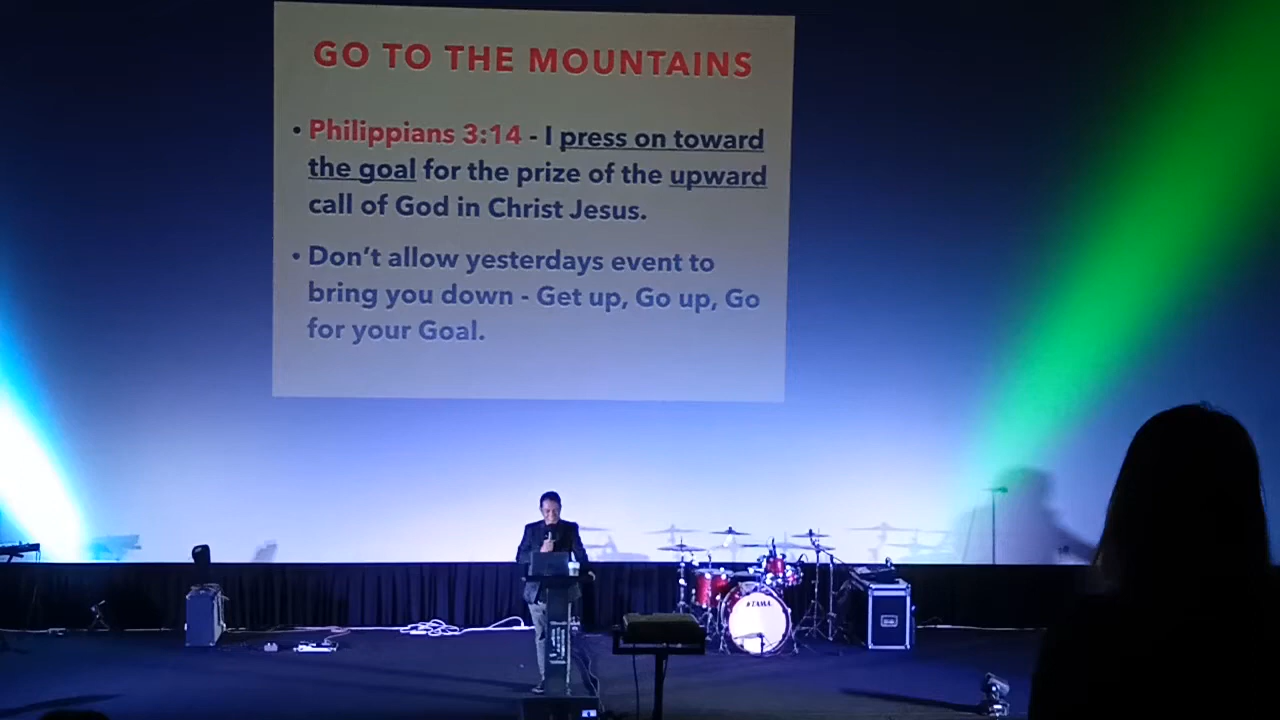 GO TO THE MOUNTAINS
• Philippians 3:14 - I press on toward
the goal for the prize of the upward
call of God in Christ Jesus.
• Don’t allow yesterdays event to
bring you down - Get up, Go up, Go
for your Goal.
TAMA